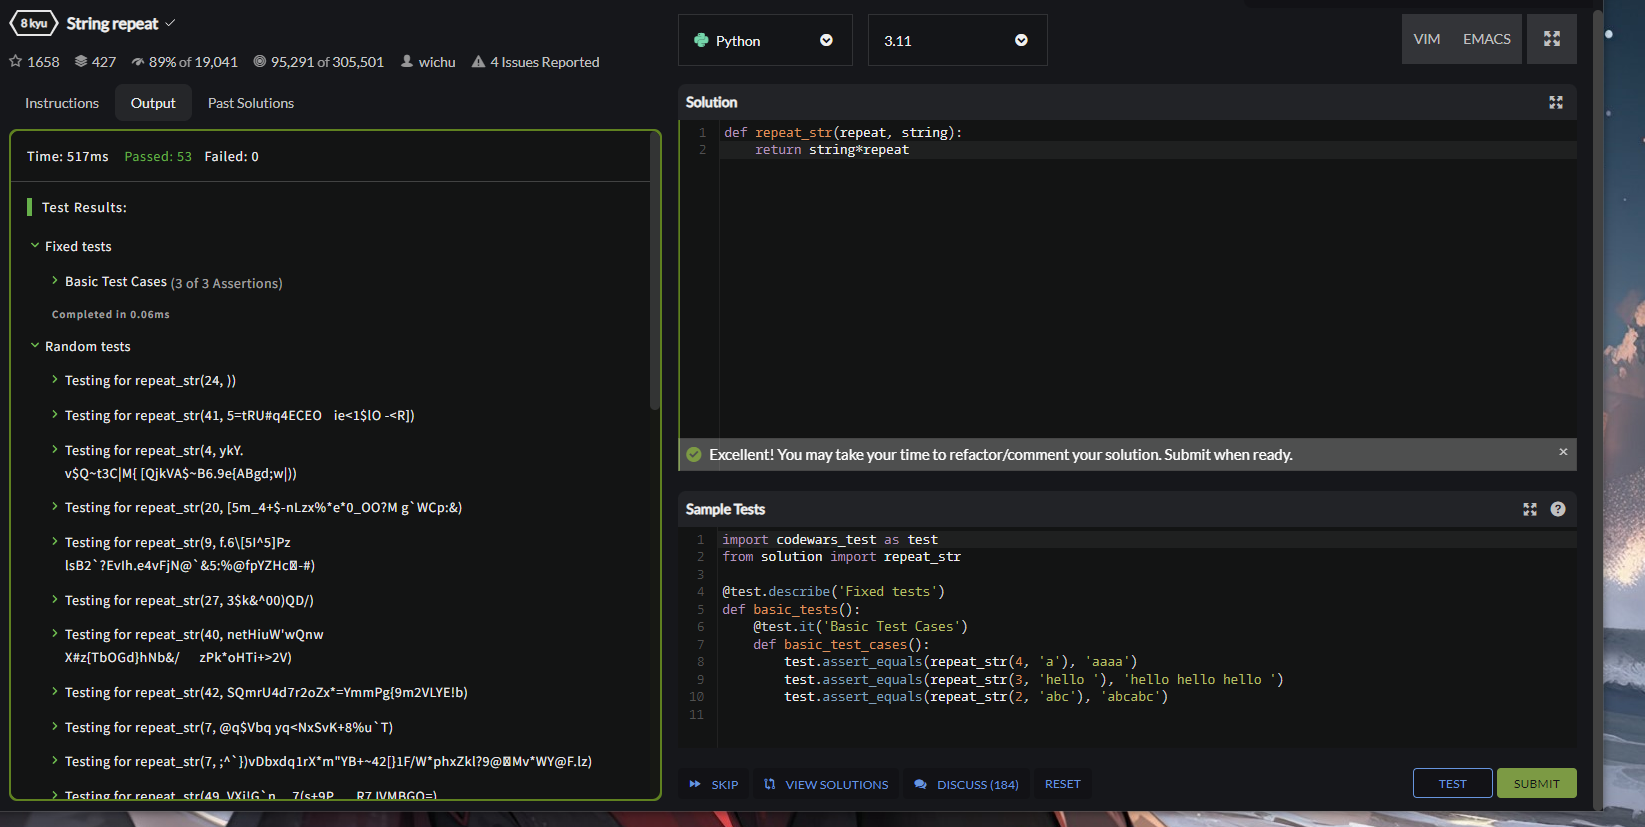 8 kyu String repeat
1658 427 89% of 19,041 95,291 of 305,501 wichu 4 Issues Reported
Instructions Output Past Solutions
Time: 517ms Passed: 53 Failed: 0
Test Results:
Fixed tests
Basic Test Cases (3 of 3 Assertions)
Completed in 0.06ms
Random tests
Testing for repeat_str(24, ))
Testing for repeat_str(41, 5=tRU#q4ECEO ie<1$lO -<R])
Testing for repeat_str(4, ykY.
v$Q~t3C|M{ [QjkVA$~B6.9e{ABgd;w|))
Testing for repeat_str(20, [5m_4+$-nLzx%*e*0_OO?M g`WCp:&)
Testing for repeat_str(9, f.6\[5I^5]Pz
lsB2`?EvIh.e4vFjN@`&5:%@fpYZHc-#)
Testing for repeat_str(27, 3$k&^00)QD/)
Testing for repeat_str(40, netHiuW'wQnw
X#z{TbOGd}hNb&/ zPk*oHTi+>2V)
Testing for repeat_str(42, SQmrU4d7r2oZx*=YmmPg{9m2VLYE!b)
Testing for repeat_str(7, @q$Vbq yq<NxSvK+8%u`T)
Testing for repeat_str(7, ;^`})vDbxdq1rX*m"YB+~42[}1F/W*phxZkl?9@Mv*WY@F.lz)
Testing for repeat_str(49,
Python 3.11 VIM EMACS
Solution
1 def repeat_str(repeat, string):
2 return string*repeat
Excellent! You may take your time to refactor/comment your solution. Submit when ready. ×
Sample Tests ?
1 import codewars_test as test
2 from solution import repeat_str
3
4 @test.describe('Fixed tests')
5 def basic_tests():
6 @test.it('Basic Test Cases')
7 def basic_test_cases():
8 test.assert_equals(repeat_str(4, 'a'), 'aaaa')
9 test.assert_equals(repeat_str(3, 'hello '), 'hello hello hello ')
10 test.assert_equals(repeat_str(2, 'abc'), 'abcabc')
11
SKIP VIEW SOLUTIONS DISCUSS (184) RESET TEST SUBMIT